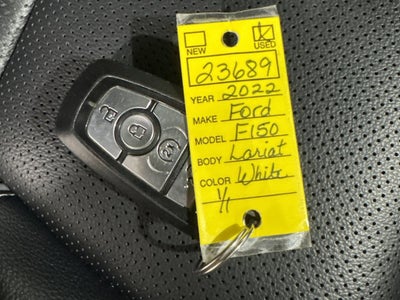 NEW USED
23689
YEAR 2022
MAKE Ford
MODEL F150
BODY Lariat
COLOR White
1/1